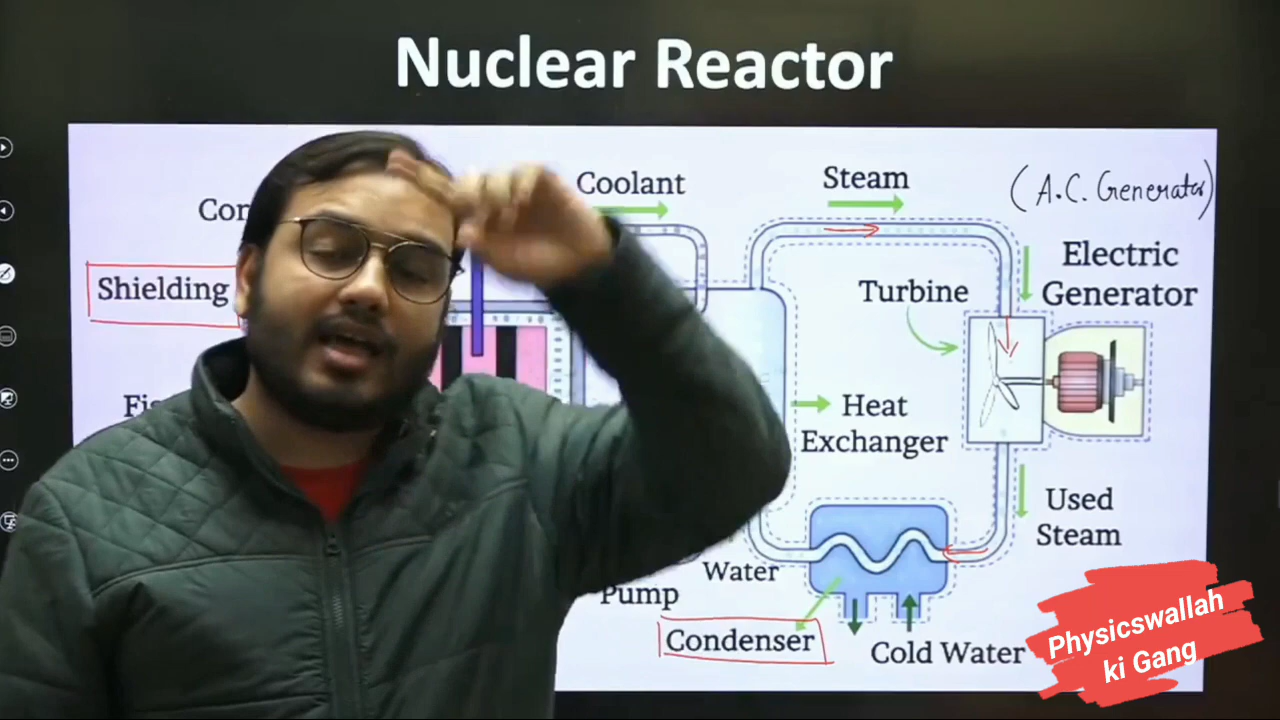 Nuclear Reactor
Coolant
Steam
(A.C. Generator)
Shielding
Turbine
Electric
Generator
Heat
Exchanger
Used
Steam
Water
Pump
Condenser
Cold Water
Physicswallah
ki Gang